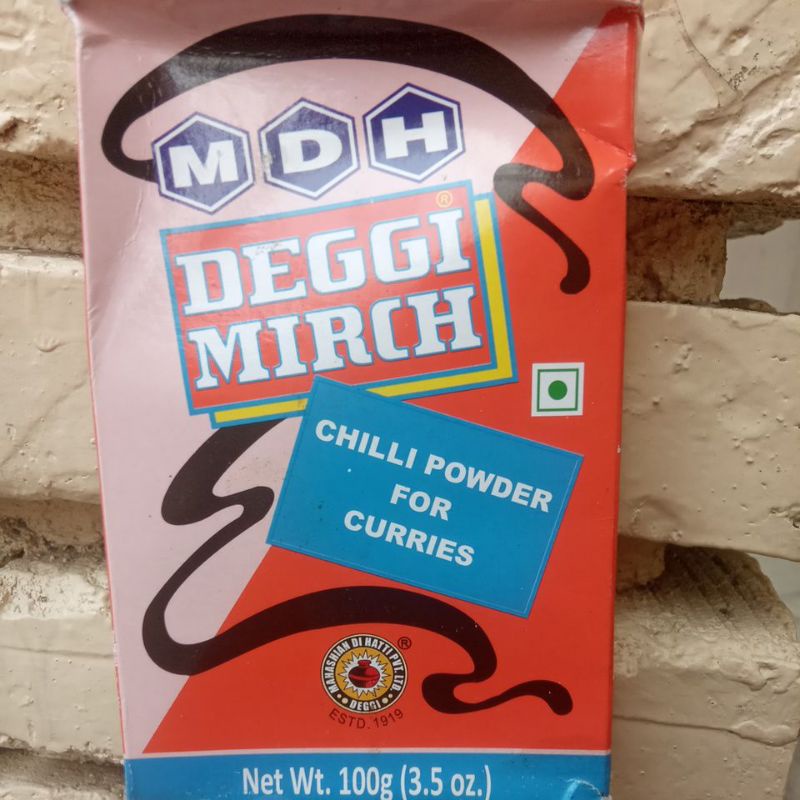 MDH
DEGGI ®
MIRCH
CHILLI POWDER
FOR
CURRIES
MAHASHIAN DI HATTI PVT. LTD. ®
DEGGI
ESTD. 1919
Net Wt. 100g (3.5 oz.)